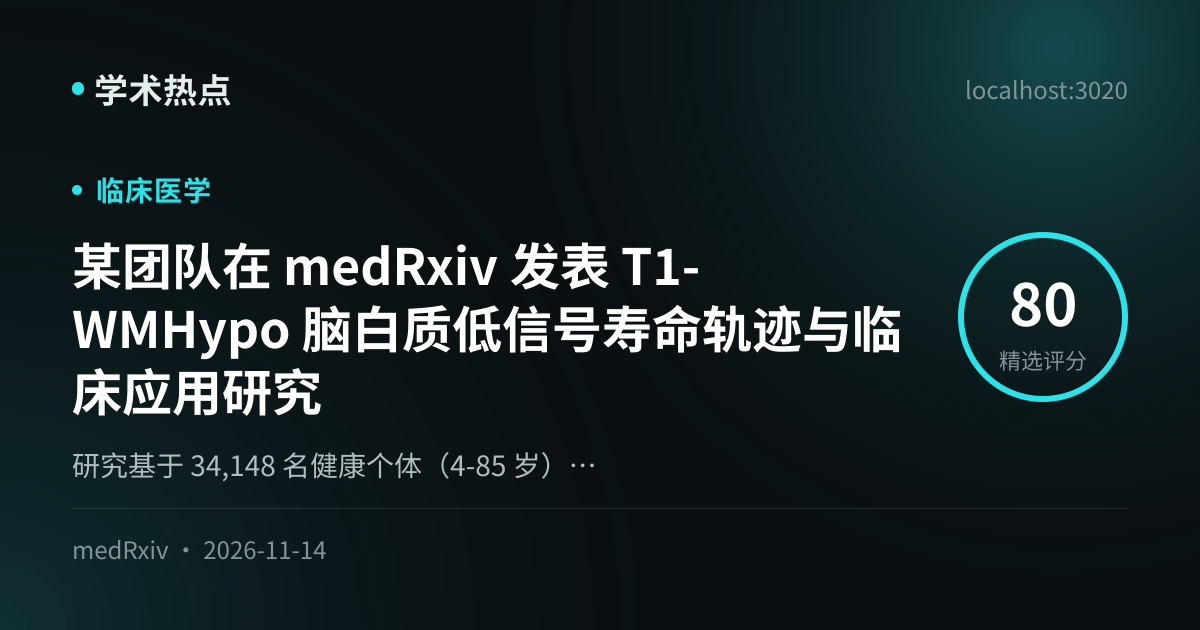 学术热点
localhost:3020
临床医学
某团队在 medRxiv 发表 T1-
WMHypo 脑白质低信号寿命轨迹与临
床应用研究
80
精选评分
研究基于 34,148 名健康个体（4-85 岁）…
medRxiv · 2026-11-14